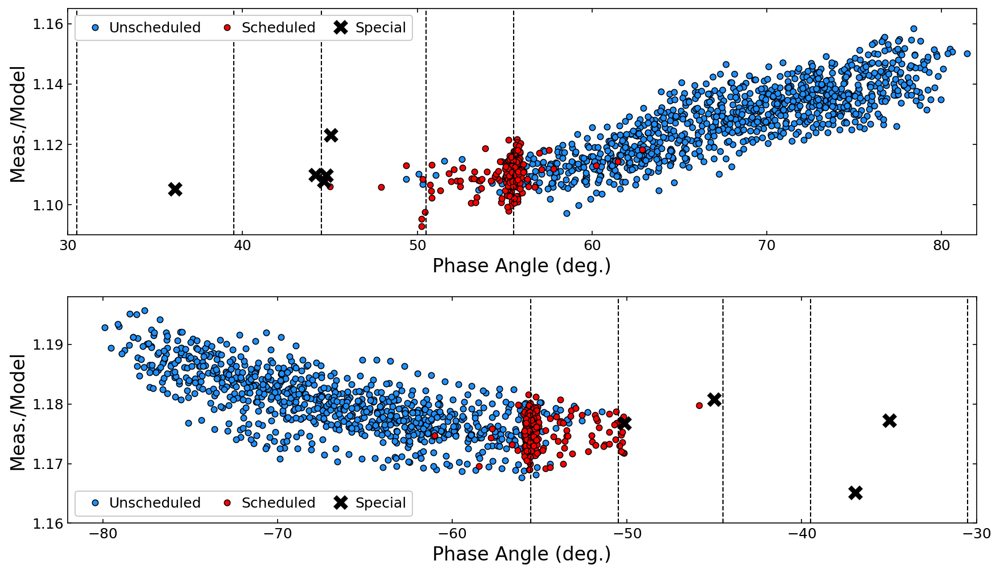 1.16
1.14
1.12
1.10
Meas./Model
Unscheduled Scheduled Special
30 40 50 60 70 80
Phase Angle (deg.)
1.19
1.18
1.17
1.16
Meas./Model
Unscheduled Scheduled Special
−80 −70 −60 −50 −40 −30
Phase Angle (deg.)